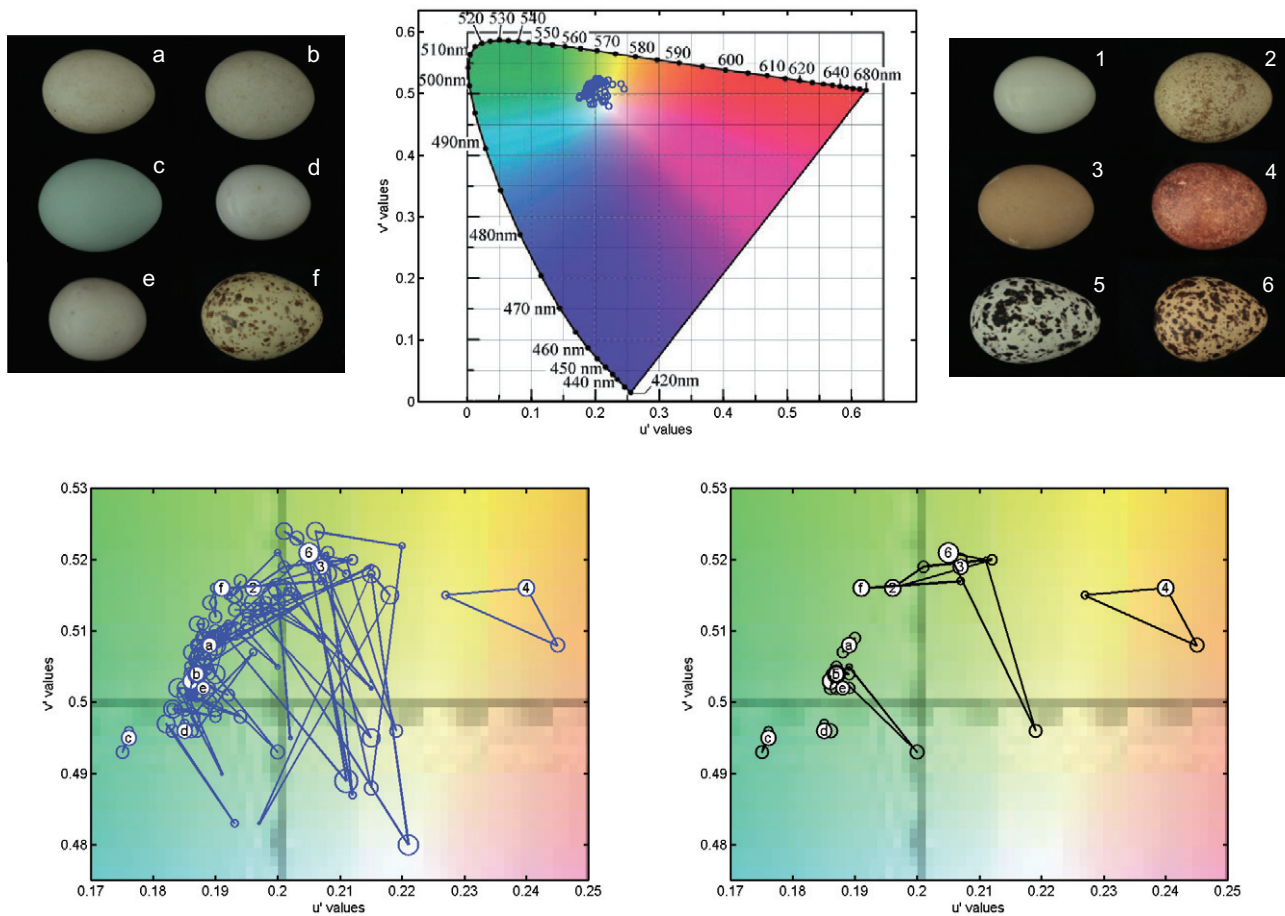 a
b
c
d
e
f
520 530 540
550 560 570
580 590 600 610 620 640 680nm
510nm
500nm
490nm
480nm
470 nm
460 nm
450 nm
440 nm
420nm
0.6
0.5
0.4
0.3
0.2
0.1
0
v' values
0 0.1 0.2 0.3 0.4 0.5 0.6
u' values
1
2
3
4
5
6
0.53
0.52
0.51
0.5
0.49
0.48
v' values
6
3
f
2
4
a
b
e
d
c
0.17 0.18 0.19 0.2 0.21 0.22 0.23 0.24 0.25
u' values
0.53
0.52
0.51
0.5
0.49
0.48
v' values
6
3
f
2
4
a
b
e
d
c
0.17 0.18 0.19 0.2 0.21 0.22 0.23 0.24 0.25
u' values